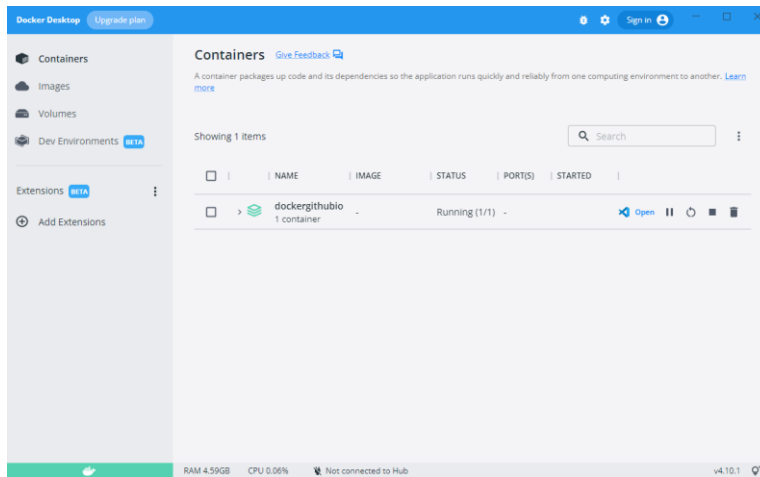 Docker Desktop Upgrade plan Sign in
Containers
Images
Volumes
Dev Environments BETA
Extensions BETA
Add Extensions
Containers Give Feedback
A container packages up code and its dependencies so the application runs quickly and reliably from one computing environment to another. Learn
more
Showing 1 items
Search
NAME IMAGE STATUS PORT(S) STARTED
dockergithubio - Running (1/1) - Open
1 container
RAM 4.59GB CPU 0.06% Not connected to Hub v4.10.1